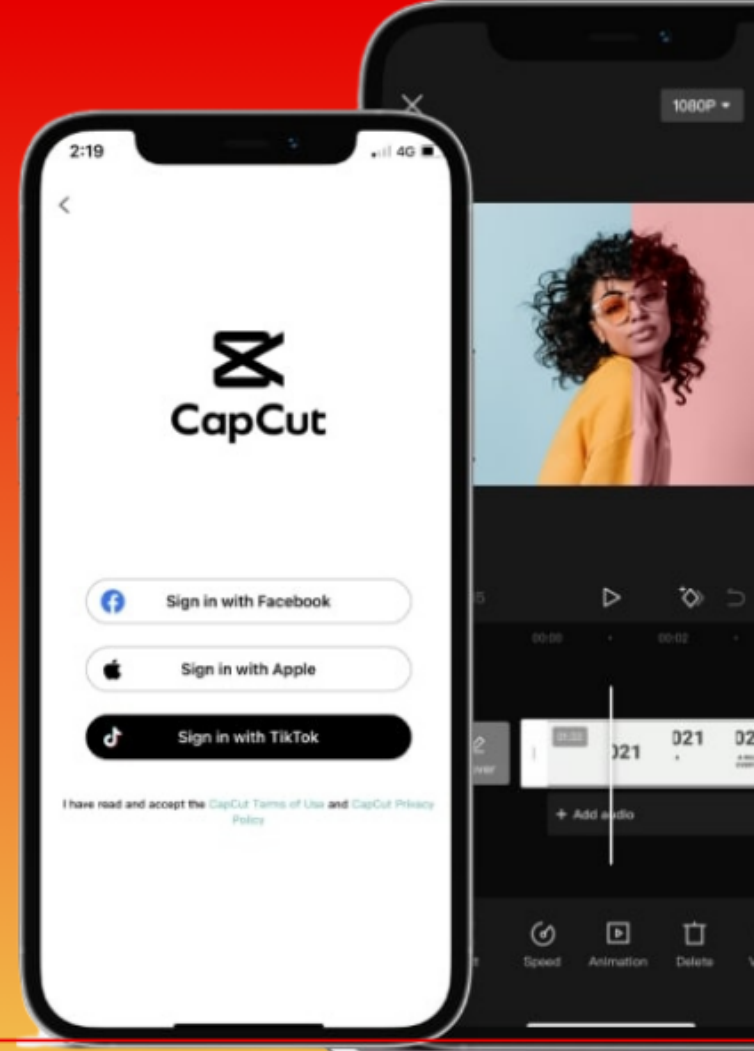 2:19
4G
CapCut
Sign in with Facebook
Sign in with Apple
Sign in with TikTok
I have read and accept the CapCut Terms of Use and CapCut Privacy
Policy
1080P
00:00
00:02
021
021
02
+ Add audio
Speed
Animation
Delete